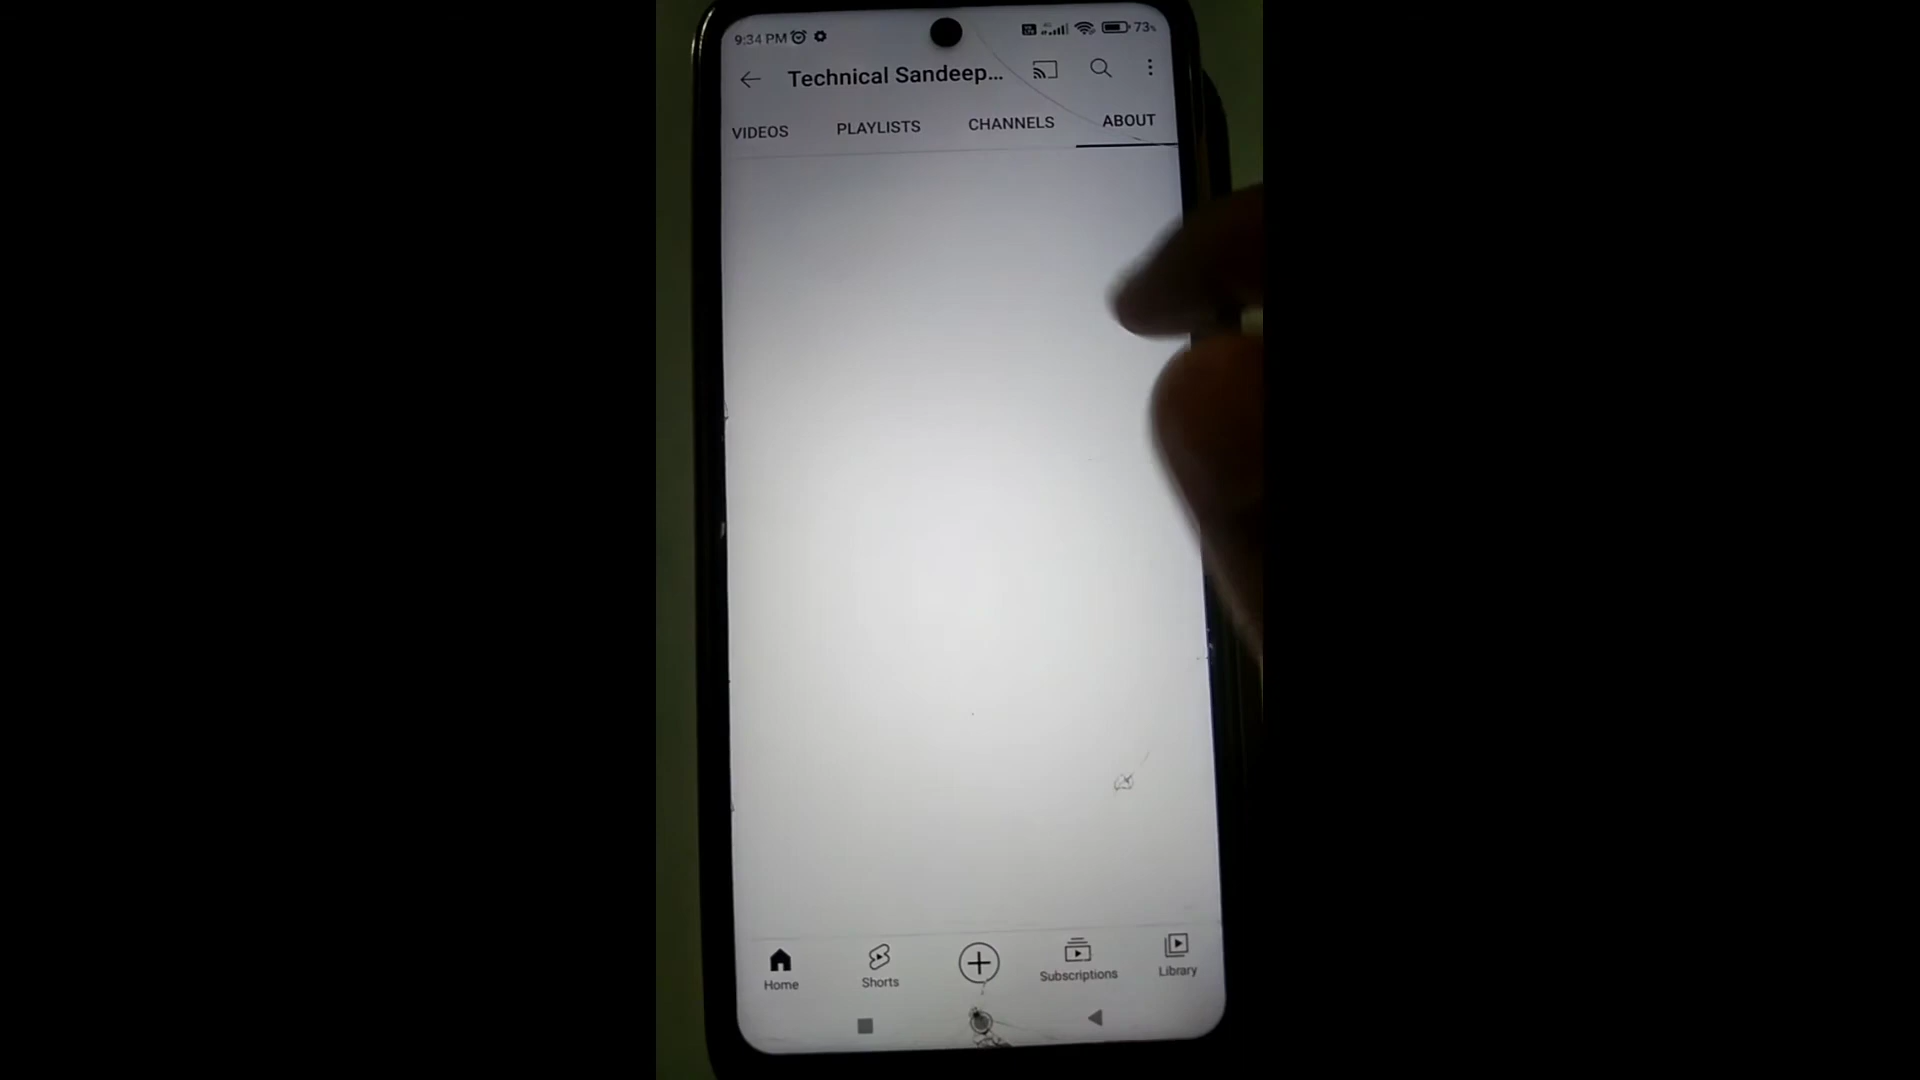 9:34 PM 73%
Technical Sandeep...
VIDEOS PLAYLISTS CHANNELS ABOUT
Home Shorts Subscriptions Library